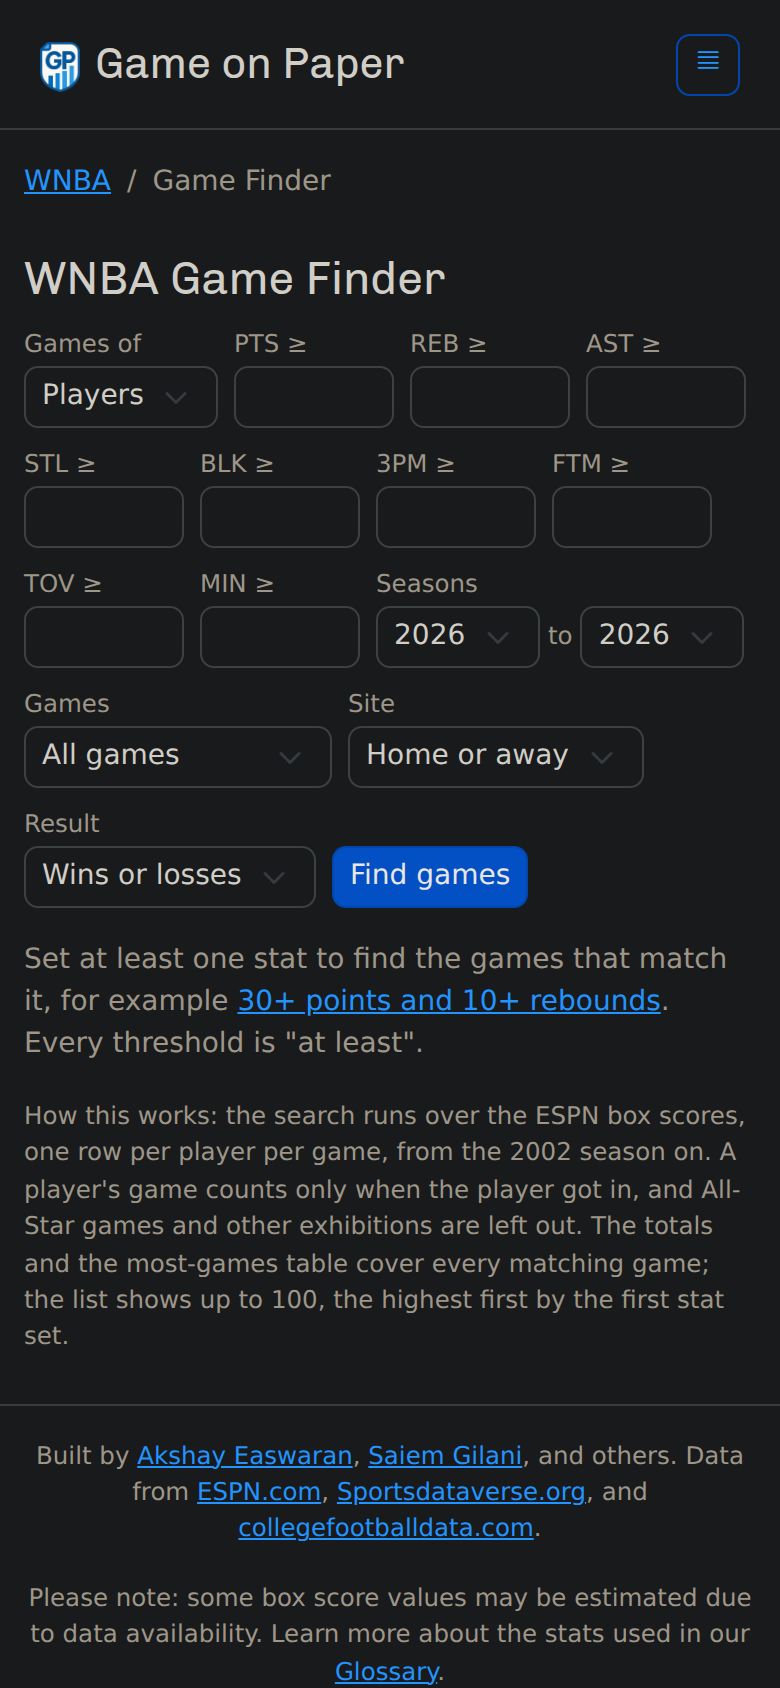 GP Game on Paper
WNBA / Game Finder
WNBA Game Finder
Games of PTS ≥ REB ≥ AST ≥
Players
STL ≥ BLK ≥ 3PM ≥ FTM ≥
TOV ≥ MIN ≥ Seasons
2026 to 2026
Games Site
All games Home or away
Result
Wins or losses Find games
Set at least one stat to find the games that match
it, for example 30+ points and 10+ rebounds.
Every threshold is "at least".
How this works: the search runs over the ESPN box scores,
one row per player per game, from the 2002 season on. A
player's game counts only when the player got in, and All-
Star games and other exhibitions are left out. The totals
and the most-games table cover every matching game;
the list shows up to 100, the highest first by the first stat
set.
Built by Akshay Easwaran, Saiem Gilani, and others. Data
from ESPN.com, Sportsdataverse.org, and
collegefootballdata.com.
Please note: some box score values may be estimated due
to data availability. Learn more about the stats used in our
Glossary.